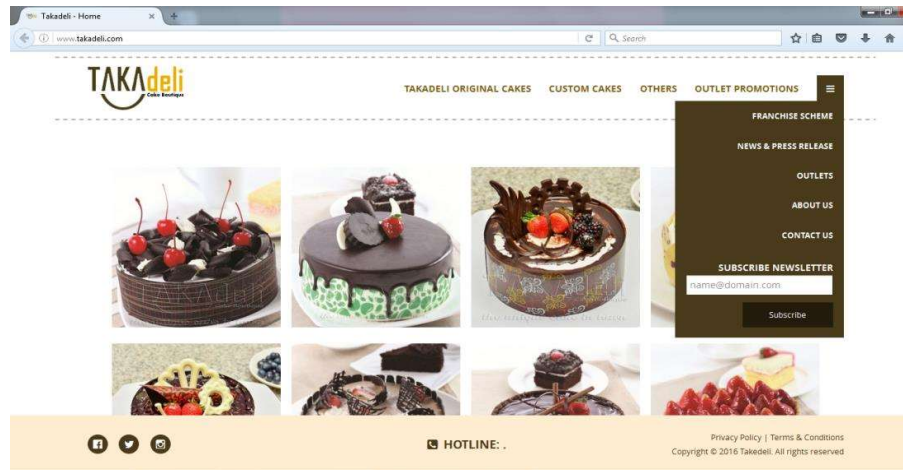 Takadeli - Home
www.takadeli.com
Search
TAKAdeli
Cake Boutique
TAKADELI ORIGINAL CAKES CUSTOM CAKES OTHERS OUTLET PROMOTIONS
FRANCHISE SCHEME
NEWS & PRESS RELEASE
OUTLETS
ABOUT US
CONTACT US
SUBSCRIBE NEWSLETTER
name@domain.com
Subscribe
TAKAdeli
HOTLINE: .
Privacy Policy | Terms & Conditions
Copyright © 2016 Takedeli. All rights reserved